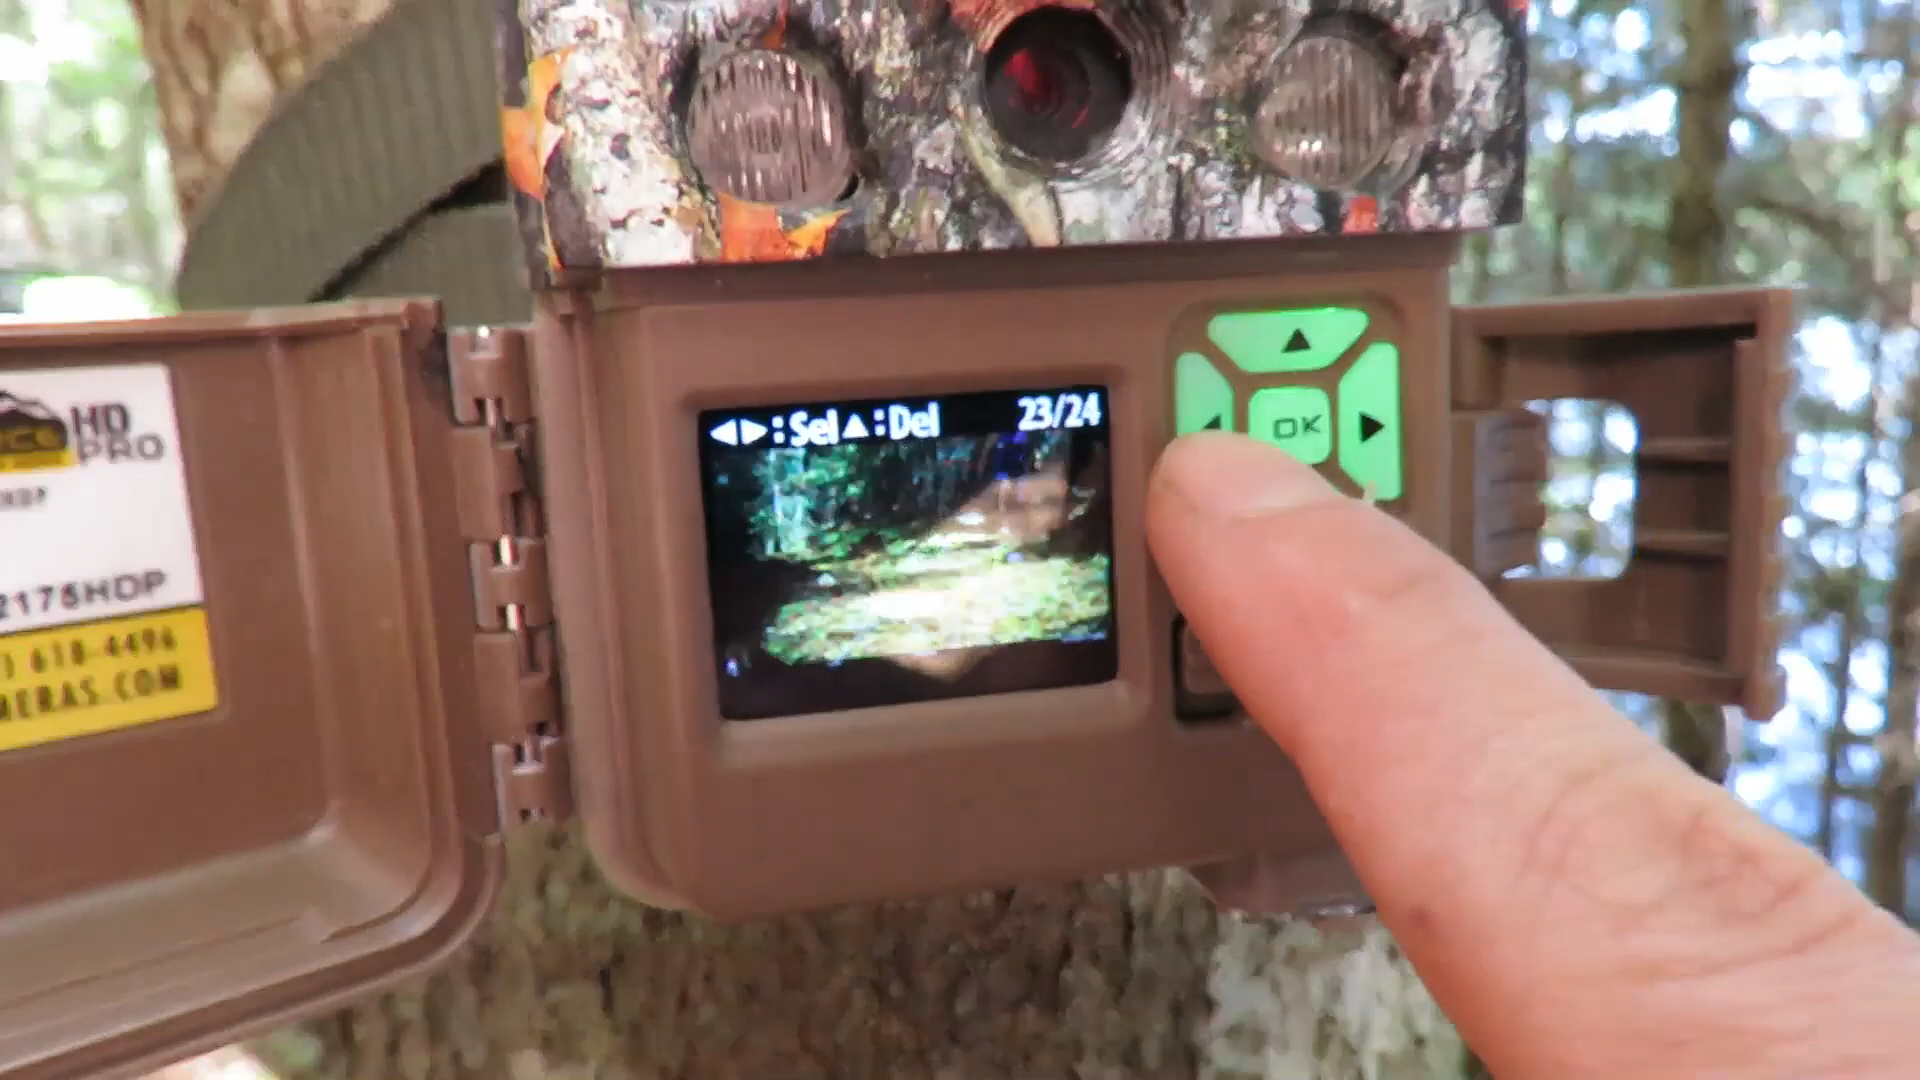 HD
PRO
2175HDP
) 618-4496
MERAS.COM
◀▶:Sel▲:Del 23/24
OK